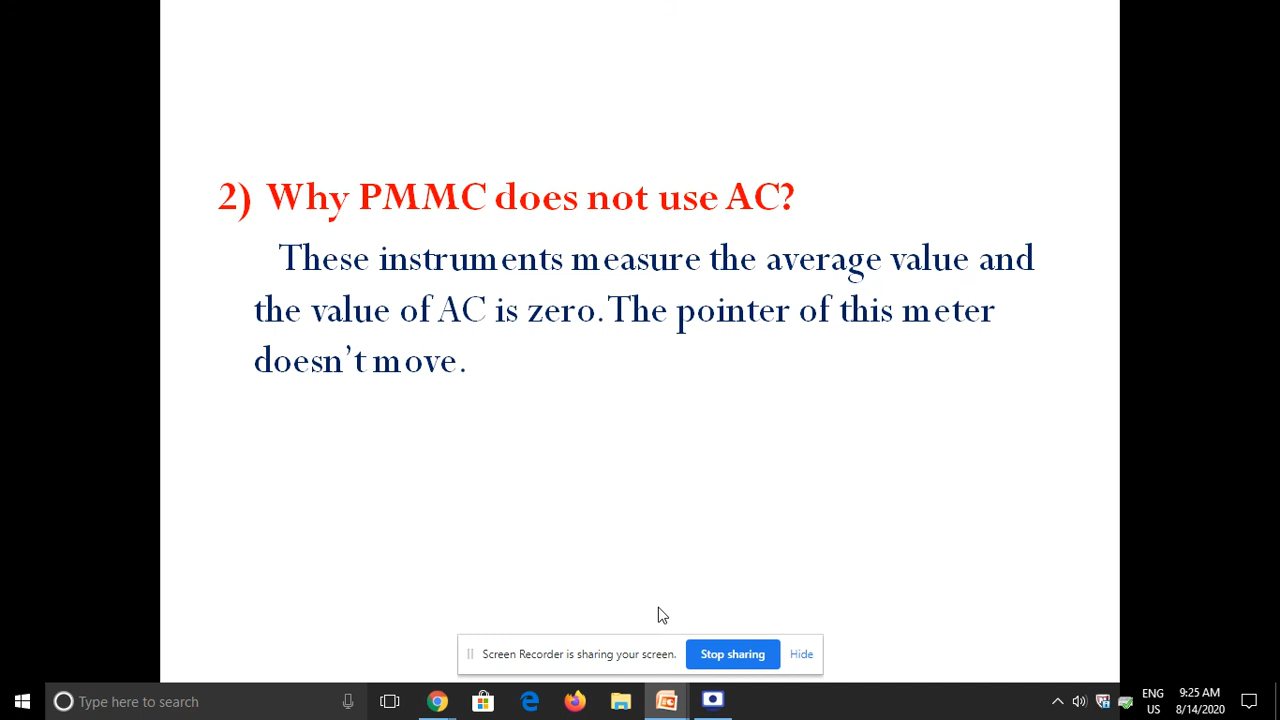 2) Why PMMC does not use AC?
These instruments measure the average value and
the value of AC is zero. The pointer of this meter
doesn't move.
Screen Recorder is sharing your screen. Stop sharing Hide
Type here to search
ENG 9:25 AM
US 8/14/2020